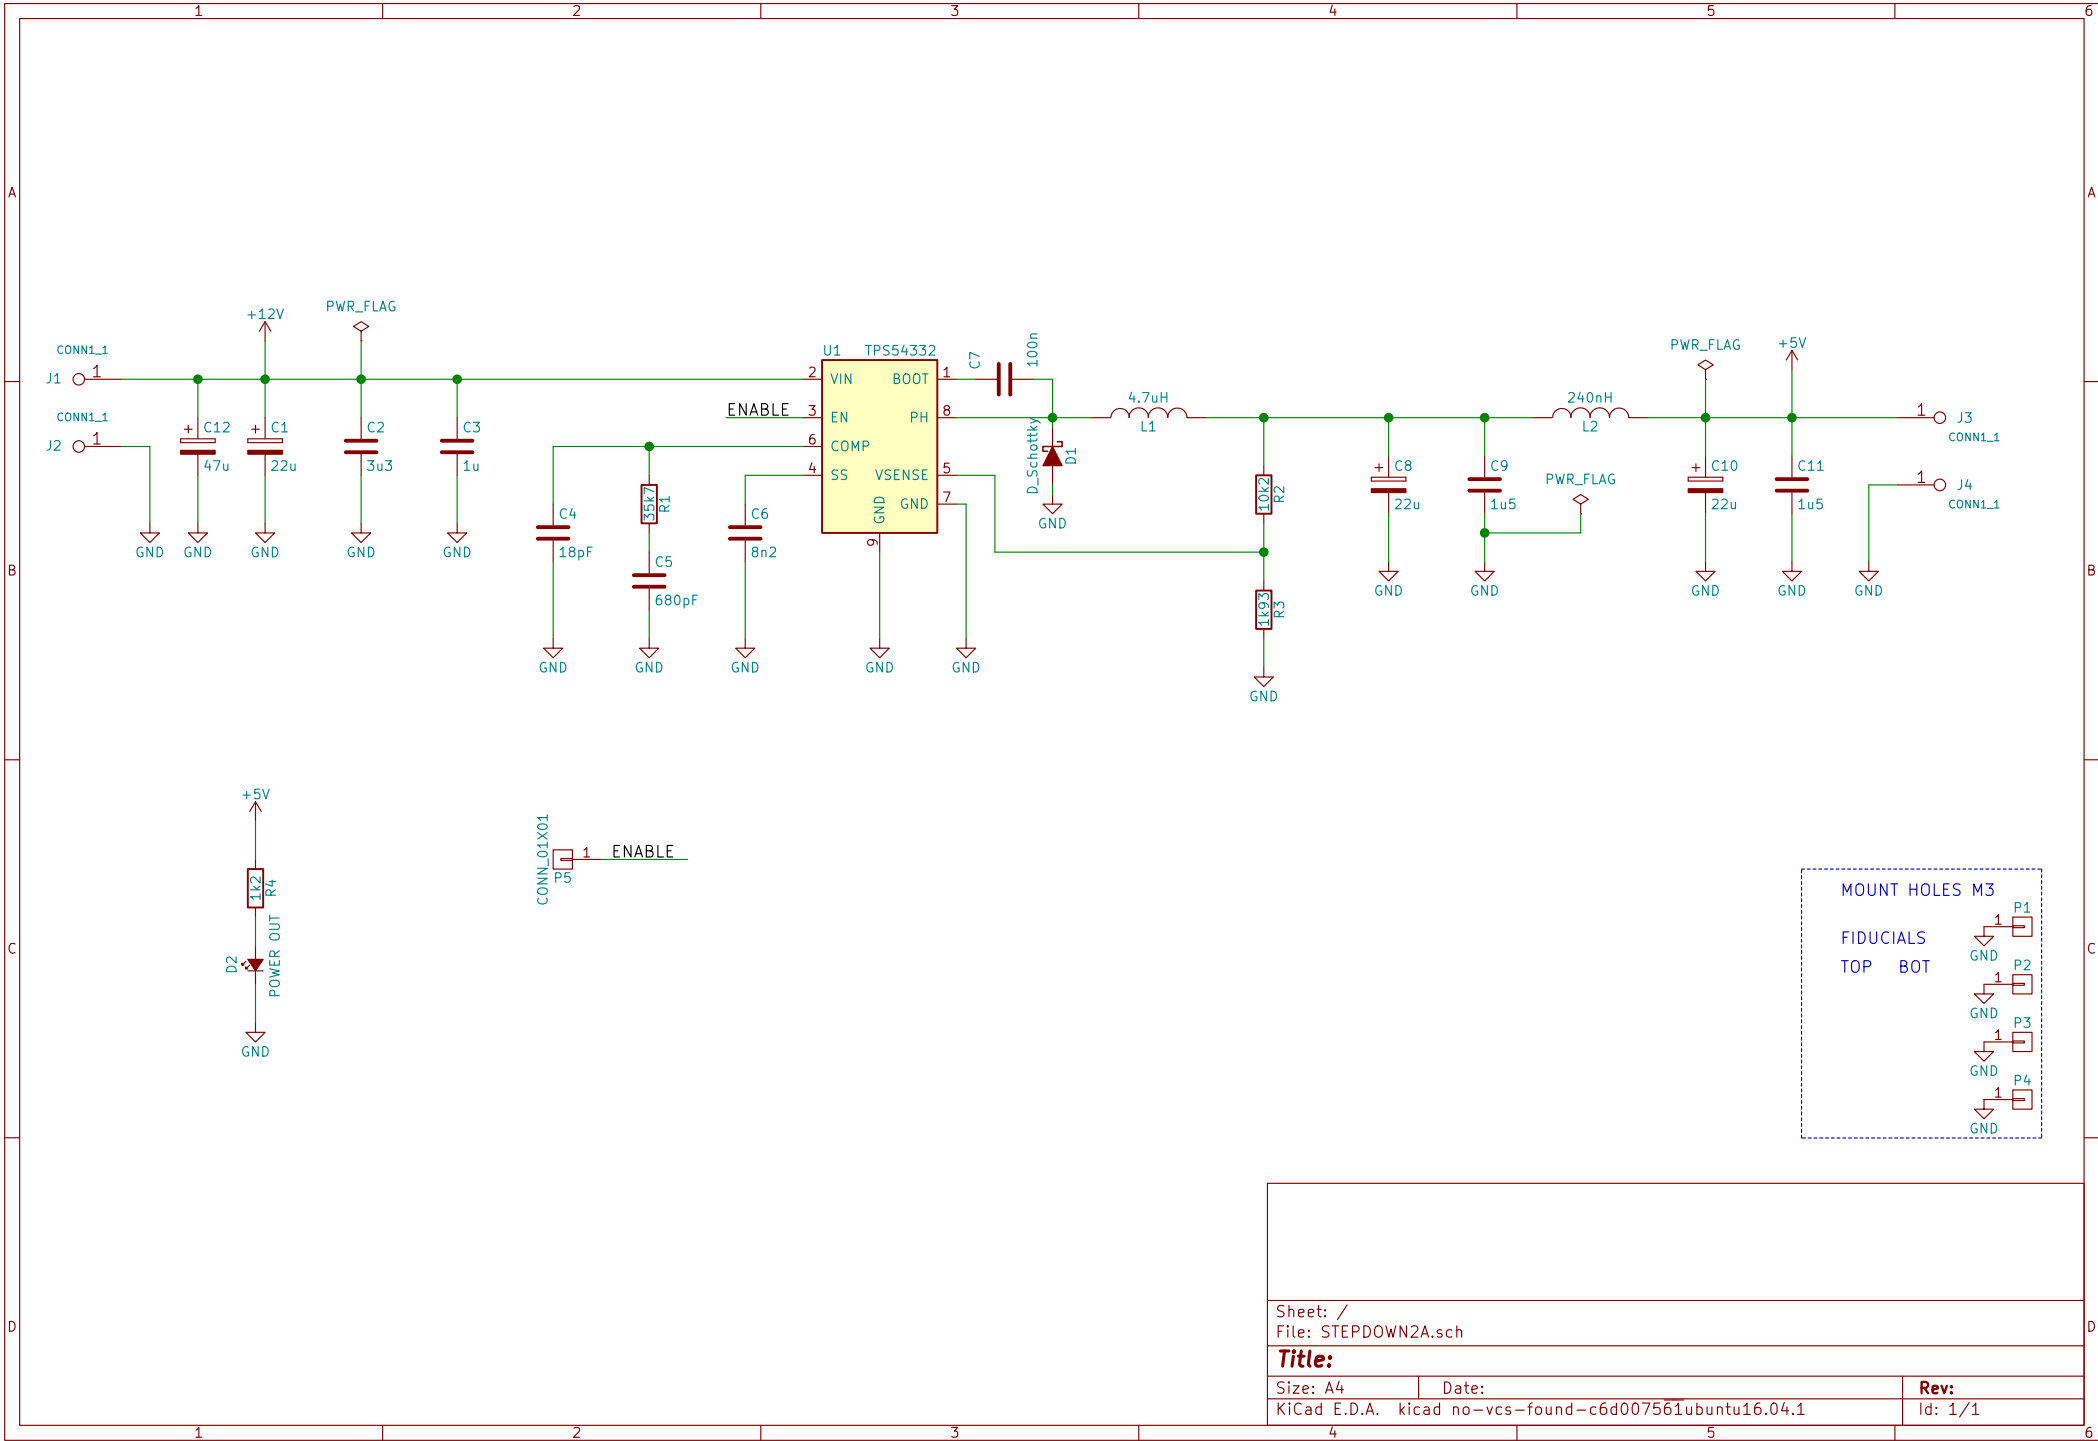 1 2 3 4 5 6
A A
B B
C C
D D
+12V
PWR_FLAG
CONN1_1
J1 1
CONN1_1
J2 1
C12
47u
C1
22u
C2
3u3
C3
1u
GND GND GND GND GND
ENABLE
C4
18pF
35k7
R1
C5
680pF
C6
8n2
GND GND GND GND GND
U1 TPS54332
2 VIN BOOT 1
3 EN PH 8
6 COMP
4 SS VSENSE 5
GND 7
GND
9
C7
100n
D_Schottky
D1
GND
4.7uH
L1
10k2
R2
1k93
R3
GND
C8
22u
GND
C9
1u5
GND
PWR_FLAG
240nH
L2
PWR_FLAG
+5V
C10
22u
GND
C11
1u5
GND
1 J3
CONN1_1
1 J4
CONN1_1
GND
+5V
1k2
R4
D2
POWER OUT
GND
CONN_01X01
P5
1 ENABLE
MOUNT HOLES M3
FIDUCIALS
TOP BOT
P1
1
GND
P2
1
GND
P3
1
GND
P4
1
GND
Sheet: /
File: STEPDOWN2A.sch
Title:
Size: A4 Date: Rev:
KiCad E.D.A. kicad no-vcs-found-c6d007561ubuntu16.04.1 Id: 1/1
1 2 3 4 5 6